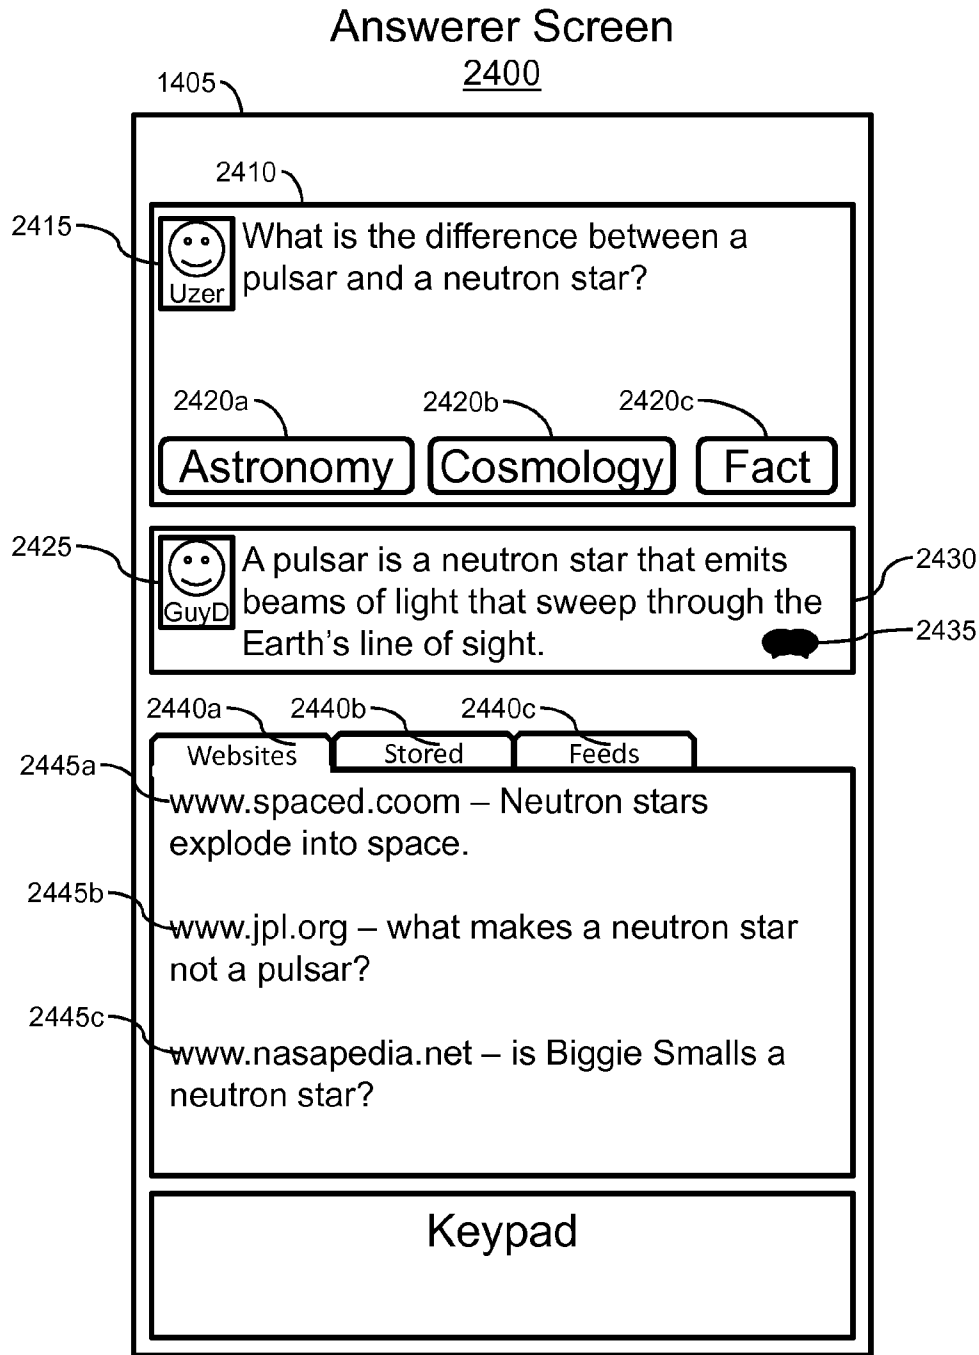 Answerer Screen
2400
1405
2410
2415
What is the difference between a
pulsar and a neutron star?
Uzer
2420a
2420b
2420c
Astronomy
Cosmology
Fact
2425
A pulsar is a neutron star that emits
beams of light that sweep through the
Earth's line of sight.
GuyD
2430
2435
2440a
2440b
2440c
Websites
Stored
Feeds
2445a
www.spaced.coom – Neutron stars
explode into space.
2445b
www.jpl.org – what makes a neutron star
not a pulsar?
2445c
www.nasapedia.net – is Biggie Smalls a
neutron star?
Keypad